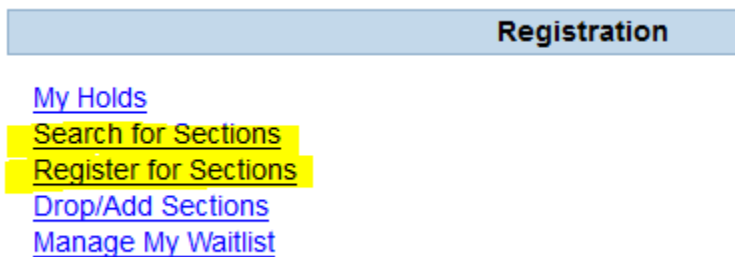 Registration
My Holds
Search for Sections
Register for Sections
Drop/Add Sections
Manage My Waitlist